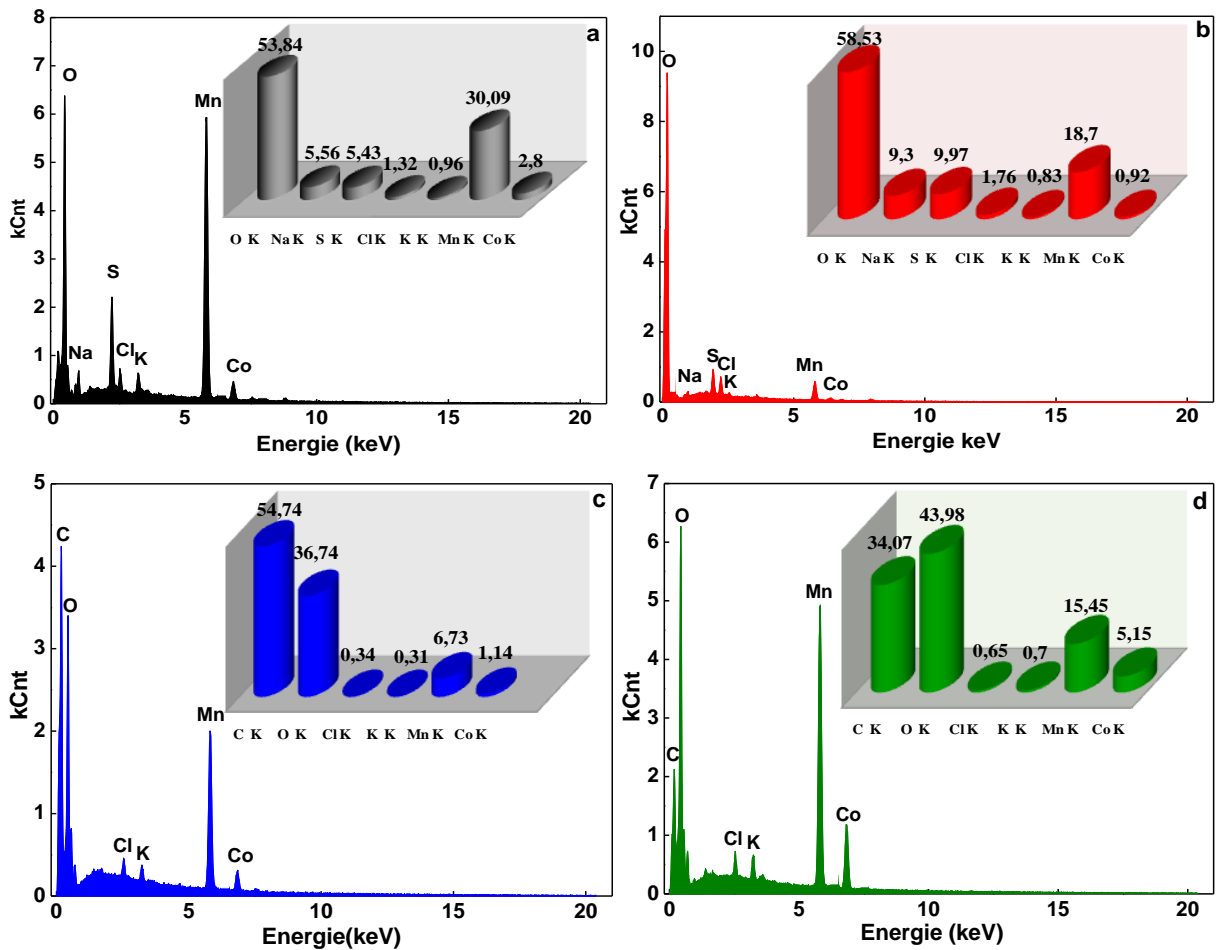 a
8
7
6
5
4
3
2
1
0
kCnt
O
Na
S
Cl
K
Mn
Co
53,84
5,56
5,43
1,32
0,96
30,09
2,8
O K Na K S K Cl K K K Mn K Co K
0 5 10 15 20
Energie (keV)
b
10
8
6
4
2
0
kCnt
O
Na
S
Cl
K
Mn
Co
58,53
9,3
9,97
1,76
0,83
18,7
0,92
O K Na K S K Cl K K K Mn K Co K
0 5 10 15 20
Energie keV
c
5
4
3
2
1
0
kCnt
C
O
Cl
K
Mn
Co
54,74
36,74
0,34
0,31
6,73
1,14
C K O K Cl K K K Mn K Co K
0 5 10 15 20
Energie(keV)
d
7
6
5
4
3
2
1
0
kCnt
C
O
Cl
K
Mn
Co
34,07
43,98
0,65
0,7
15,45
5,15
C K O K Cl K K K Mn K Co K
0 5 10 15 20
Energie (keV)